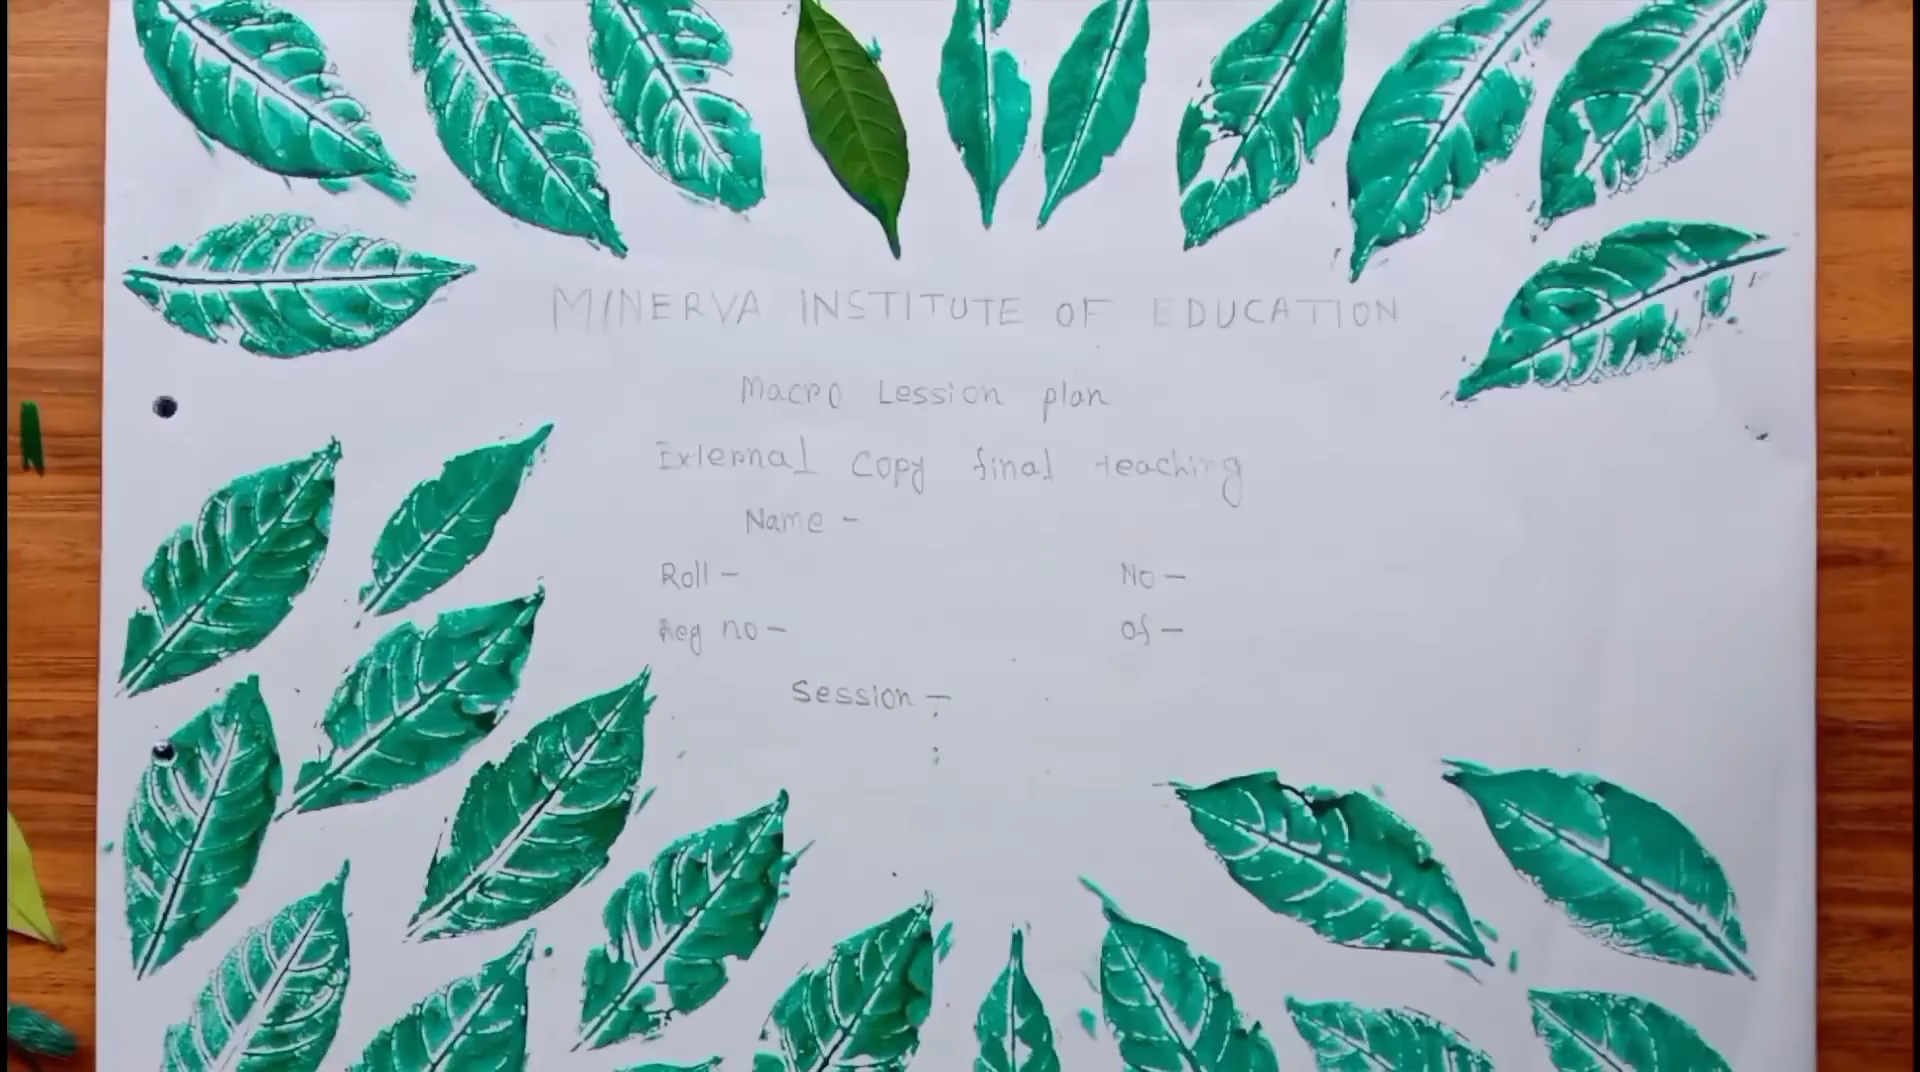 MINERVA INSTITUTE OF EDUCATION
Macro Lession plan
External Copy final teaching
Name -
Roll - No -
Reg no - Of -
Session -